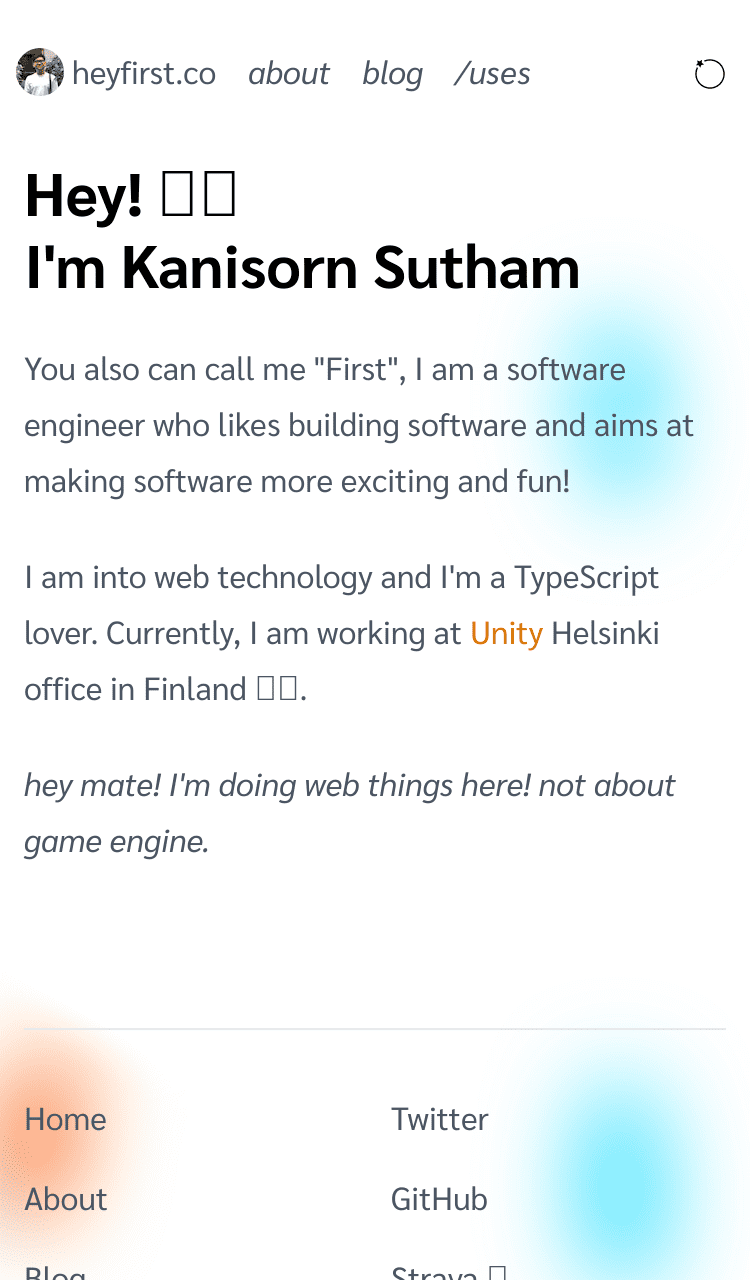 heyfirst.co about blog /uses
Hey! 
I'm Kanisorn Sutham
You also can call me "First", I am a software
engineer who likes building software and aims at
making software more exciting and fun!
I am into web technology and I'm a TypeScript
lover. Currently, I am working at Unity Helsinki
office in Finland .
hey mate! I'm doing web things here! not about
game engine.
Home Twitter
About GitHub
Blog Strava